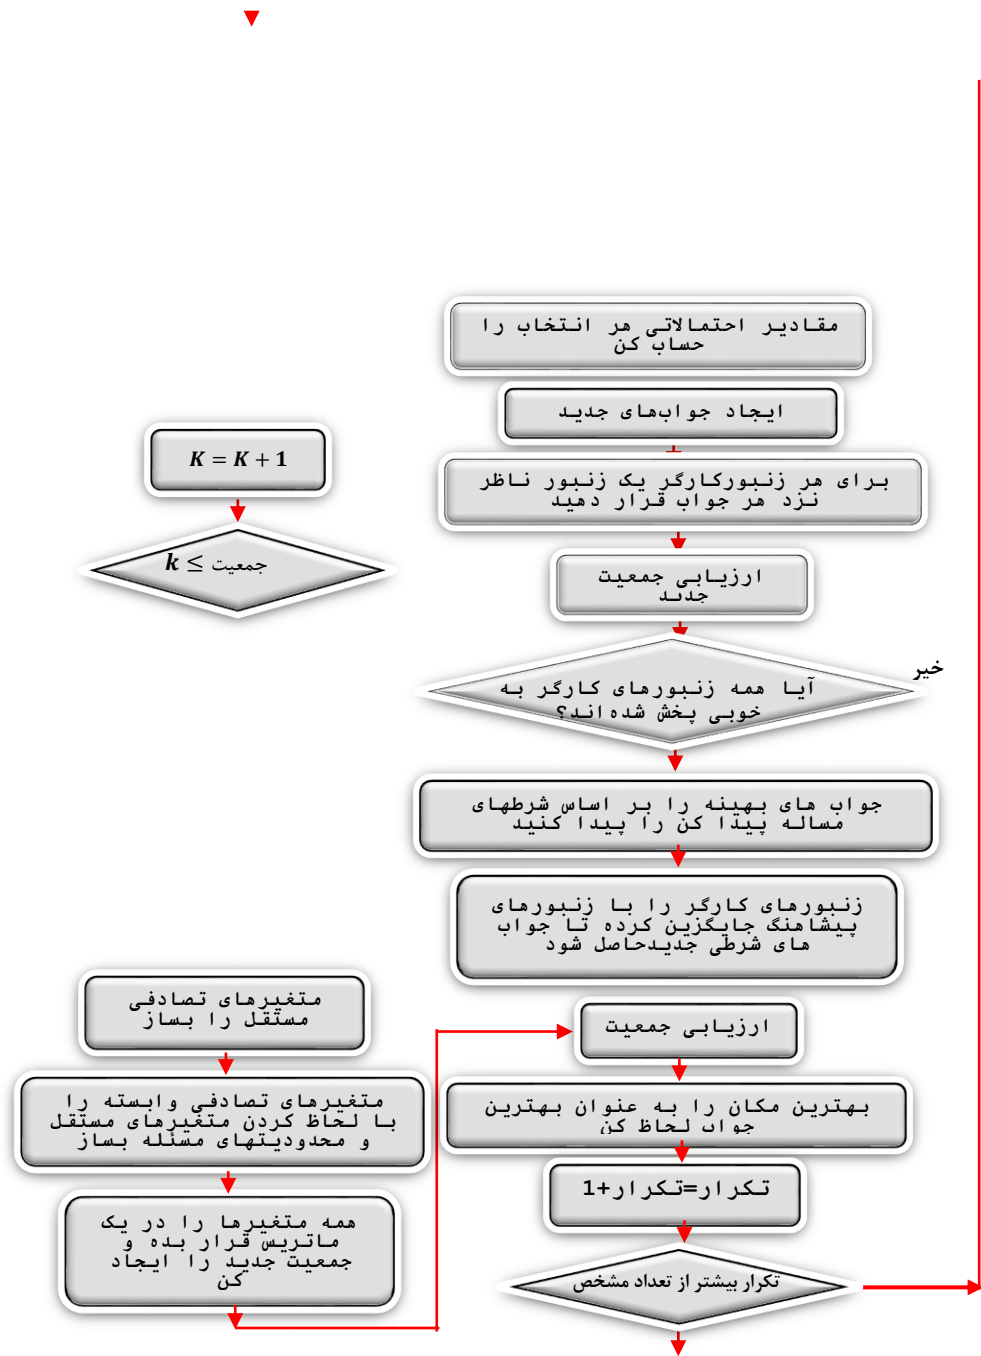 مقادیر احتمالاتی هر انتخاب را
حساب کن
ایجاد جواب‌های جدید
برای هر زنبورکارگر یک زنبور ناظر
نزد هر جواب قرار دهید
ارزیابی جمعیت
جدید
خیر
آیا همه زنبورهای کارگر به
خوبی پخش شده‌اند؟
جواب های بهینه را بر اساس شرطهای
مساله پیدا کن را پیدا کنید
زنبورهای کارگر را با زنبورهای
پیشاهنگ جایگزین کرده تا جواب
های شرطی جدیدحاصل شود
ارزیابی جمعیت
بهترین مکان را به عنوان بهترین
جواب لحاظ کن
تکرار=تکرار+1
تکرار بیشتر از تعداد مشخص
K = K + 1
k ≤ جمعیت
متغیرهای تصادفی
مستقل را بساز
متغیرهای تصادفی وابسته را
با لحاظ کردن متغیرهای مستقل
و محدودیتهای مسئله بساز
همه متغیرها را در یک
ماتریس قرار بده و
جمعیت جدید را ایجاد
کن